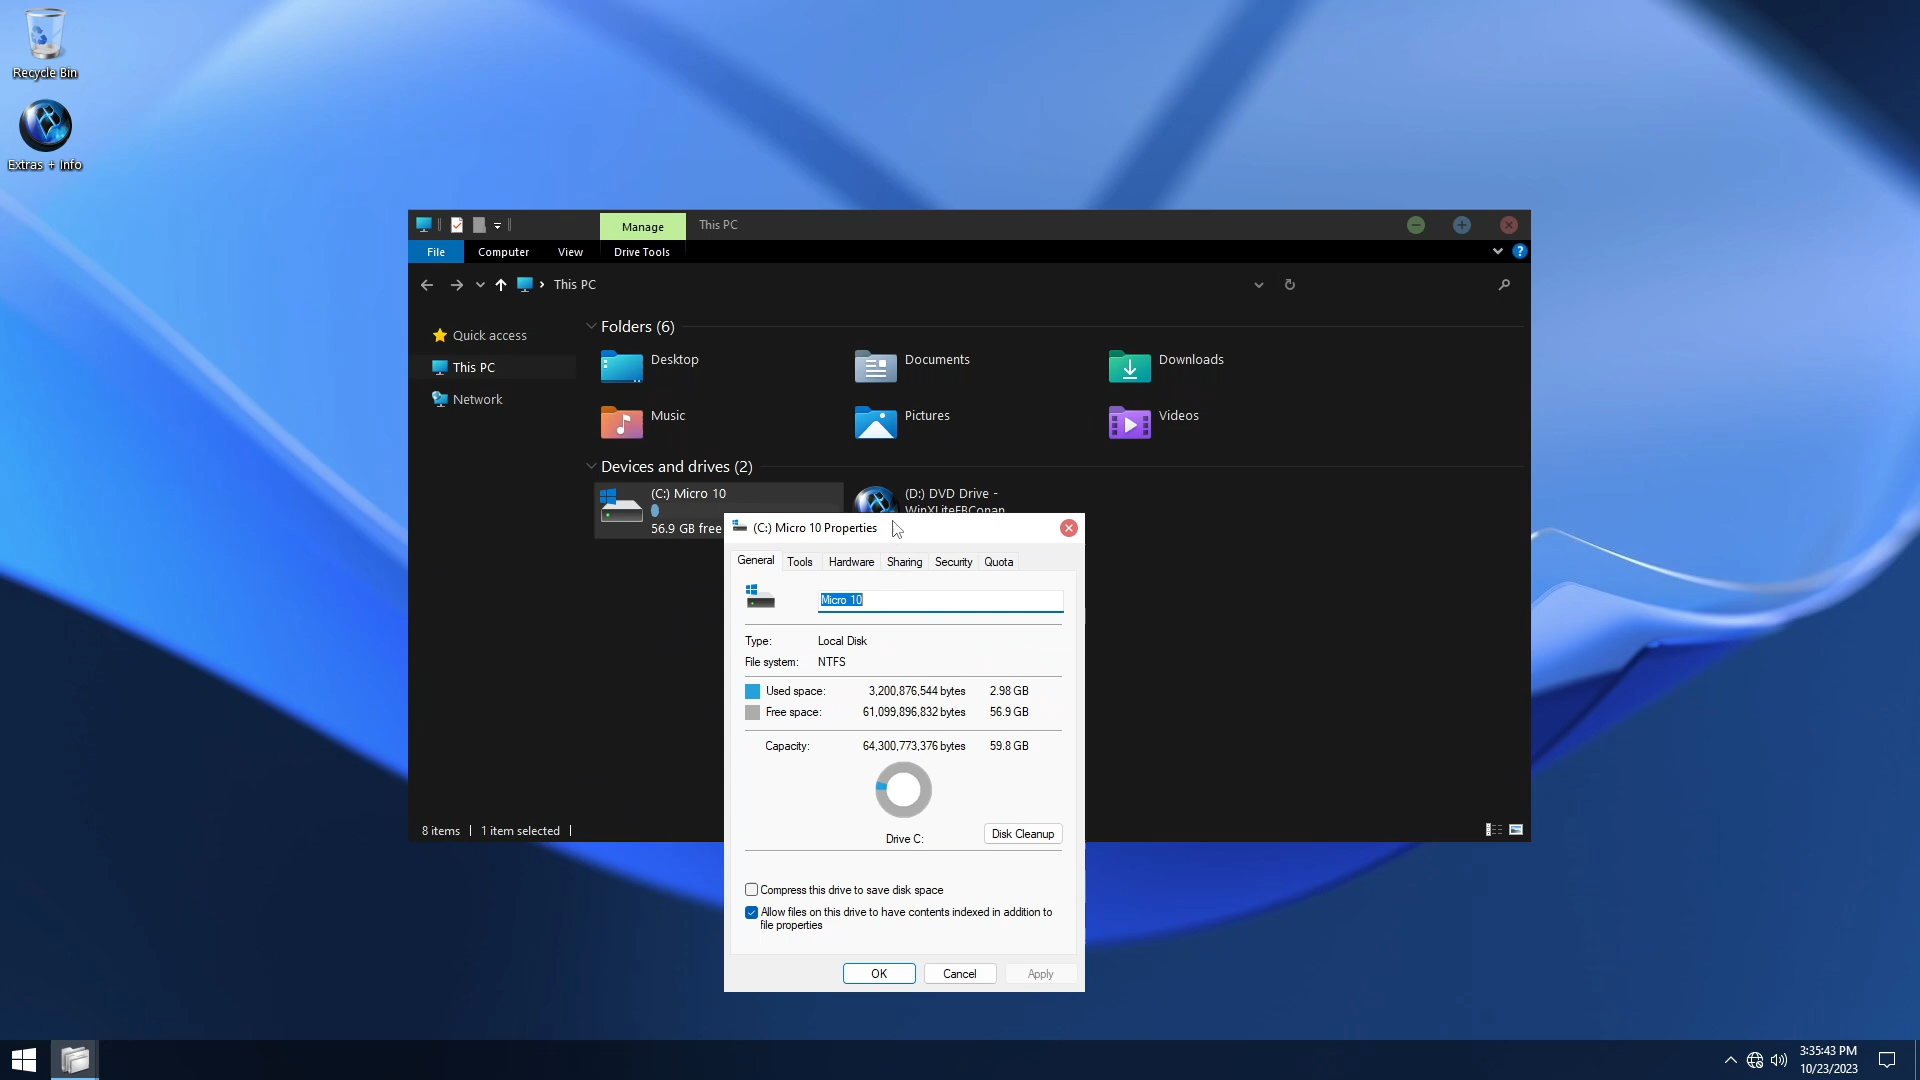 Recycle Bin
Extras + Info
Manage
This PC
File
Computer
View
Drive Tools
?
This PC
Quick access
This PC
Network
Folders (6)
Desktop
Documents
Downloads
Music
Pictures
Videos
Devices and drives (2)
(C:) Micro 10
56.9 GB free
(D:) DVD Drive -
WinXLiteFBConan
8 items
1 item selected
(C:) Micro 10 Properties
General
Tools
Hardware
Sharing
Security
Quota
Micro 10
Type: Local Disk
File system: NTFS
Used space: 3,200,876,544 bytes 2.98 GB
Free space: 61,099,896,832 bytes 56.9 GB
Capacity: 64,300,773,376 bytes 59.8 GB
Drive C:
Disk Cleanup
Compress this drive to save disk space
Allow files on this drive to have contents indexed in addition to
file properties
OK
Cancel
Apply
3:35:43 PM
10/23/2023